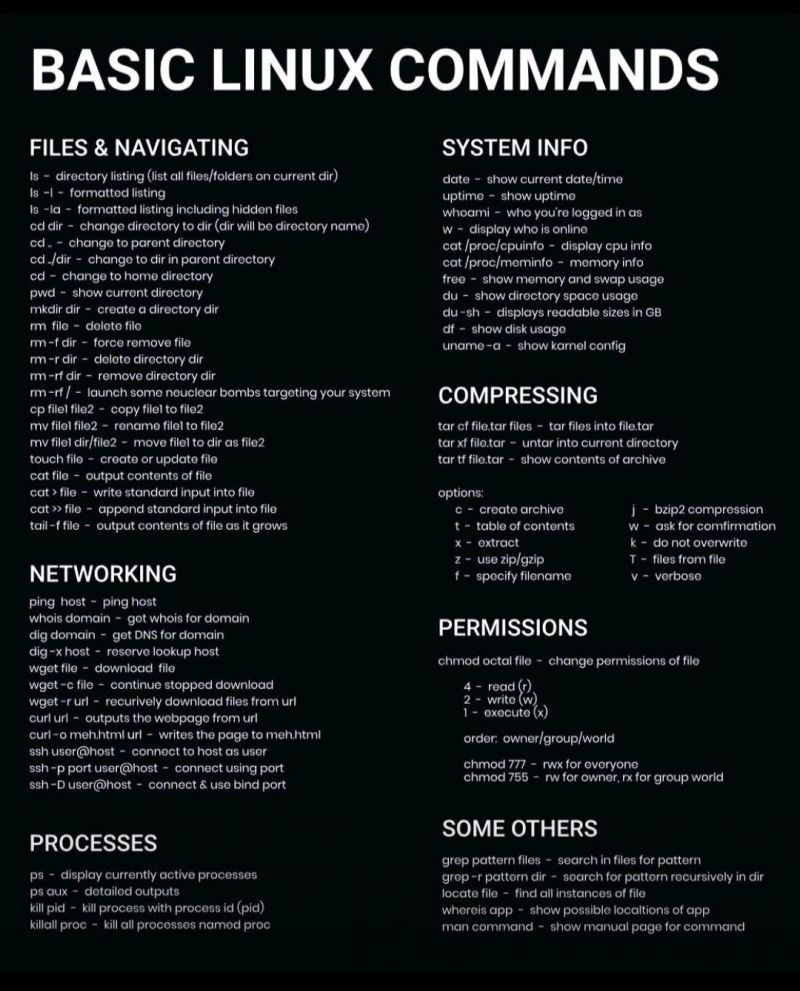 BASIC LINUX COMMANDS
FILES & NAVIGATING
ls - directory listing (list all files/folders on current dir)
ls -l - formatted listing
ls -la - formatted listing including hidden files
cd dir - change directory to dir (dir will be directory name)
cd .. - change to parent directory
cd ../dir - change to dir in parent directory
cd - change to home directory
pwd - show current directory
mkdir dir - create a directory dir
rm file - delete file
rm -f dir - force remove file
rm -r dir - delete directory dir
rm -rf dir - remove directory dir
rm -rf / - launch some neuclear bombs targeting your system
cp file1 file2 - copy file1 to file2
mv file1 file2 - rename file1 to file2
mv file1 dir/file2 - move file1 to dir as file2
touch file - create or update file
cat file - output contents of file
cat > file - write standard input into file
cat >> file - append standard input into file
tail -f file - output contents of file as it grows
NETWORKING
ping host - ping host
whois domain - get whois for domain
dig domain - get DNS for domain
dig -x host - reserve lookup host
wget file - download file
wget -c file - continue stopped download
wget -r url - recurively download files from url
curl url - outputs the webpage from url
curl -o meh.html url - writes the page to meh.html
ssh user@host - connect to host as user
ssh -p port user@host - connect using port
ssh -D user@host - connect & use bind port
PROCESSES
ps - display currently active processes
ps aux - detailed outputs
kill pid - kill process with process id (pid)
killall proc - kill all processes named proc
SYSTEM INFO
date - show current date/time
uptime - show uptime
whoami - who you're logged in as
w - display who is online
cat /proc/cpuinfo - display cpu info
cat /proc/meminfo - memory info
free - show memory and swap usage
du - show directory space usage
du -sh - displays readable sizes in GB
df - show disk usage
uname -a - show karnel config
COMPRESSING
tar cf file.tar files - tar files into file.tar
tar xf file.tar - untar into current directory
tar tf file.tar - show contents of archive
options:
c - create archive
t - table of contents
x - extract
z - use zip/gzip
f - specify filename
j - bzip2 compression
w - ask for comfirmation
k - do not overwrite
T - files from file
v - verbose
PERMISSIONS
chmod octal file - change permissions of file
4 - read (r)
2 - write (w)
1 - execute (x)
order: owner/group/world
chmod 777 - rwx for everyone
chmod 755 - rw for owner, rx for group world
SOME OTHERS
grep pattern files - search in files for pattern
grep -r pattern dir - search for pattern recursively in dir
locate file - find all instances of file
whereis app - show possible localtions of app
man command - show manual page for command